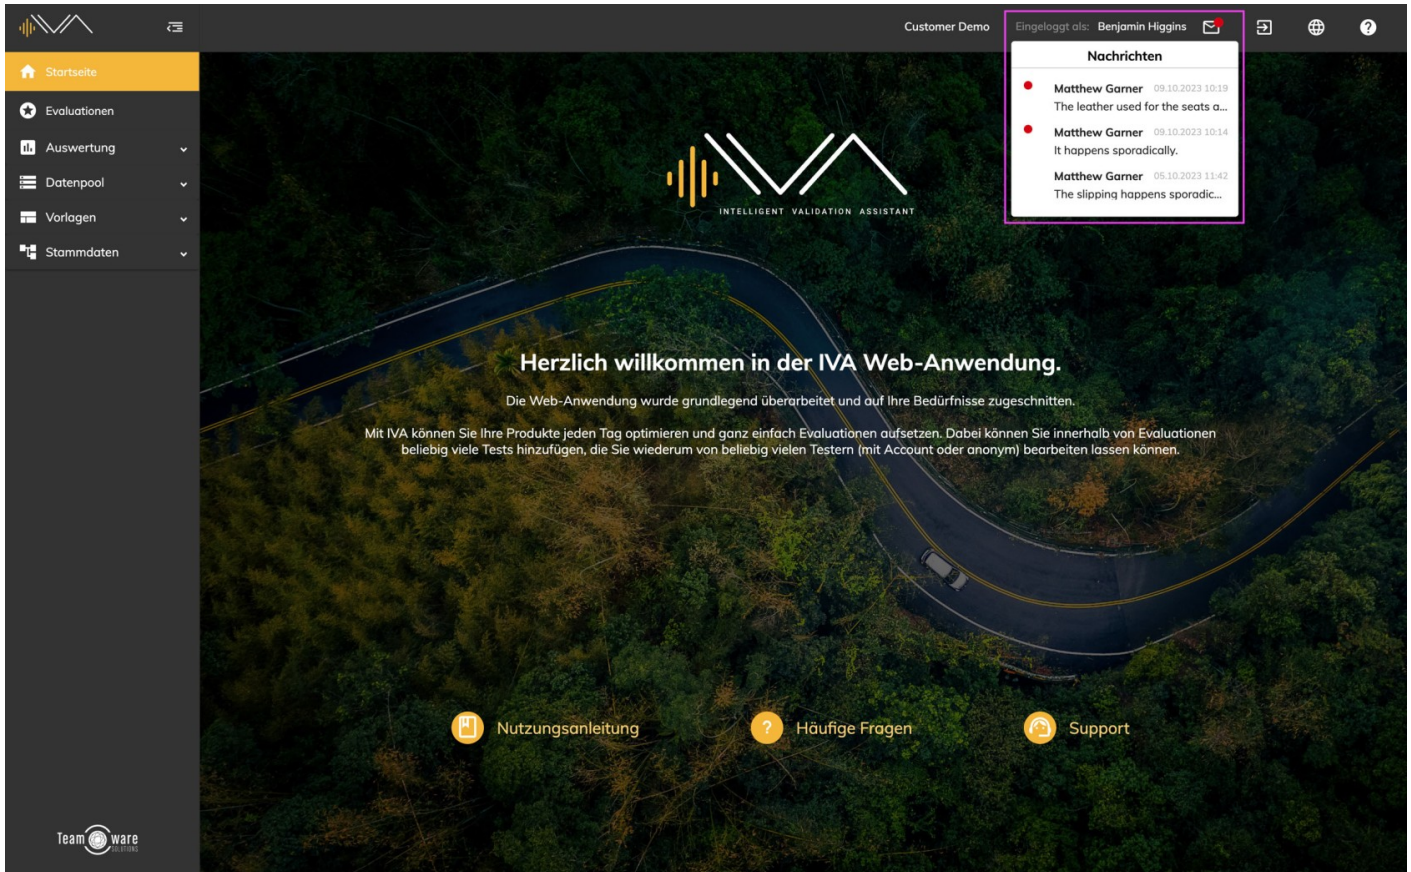 IVA
Customer Demo
Eingeloggt als: Benjamin Higgins
Startseite
Evaluationen
Auswertung
Datenpool
Vorlagen
Stammdaten
Nachrichten
Matthew Garner 09.10.2023 10:19
The leather used for the seats a...
Matthew Garner 09.10.2023 10:14
It happens sporadically.
Matthew Garner 05.10.2023 11:42
The slipping happens sporadic...
IVA
INTELLIGENT VALIDATION ASSISTANT
Herzlich willkommen in der IVA Web-Anwendung.
Die Web-Anwendung wurde grundlegend überarbeitet und auf Ihre Bedürfnisse zugeschnitten.
Mit IVA können Sie Ihre Produkte jeden Tag optimieren und ganz einfach Evaluationen aufsetzen. Dabei können Sie innerhalb von Evaluationen
beliebig viele Tests hinzufügen, die Sie wiederum von beliebig vielen Testern (mit Account oder anonym) bearbeiten lassen können.
Nutzungsanleitung
? Häufige Fragen
Support
Team ware
SOLUTIONS